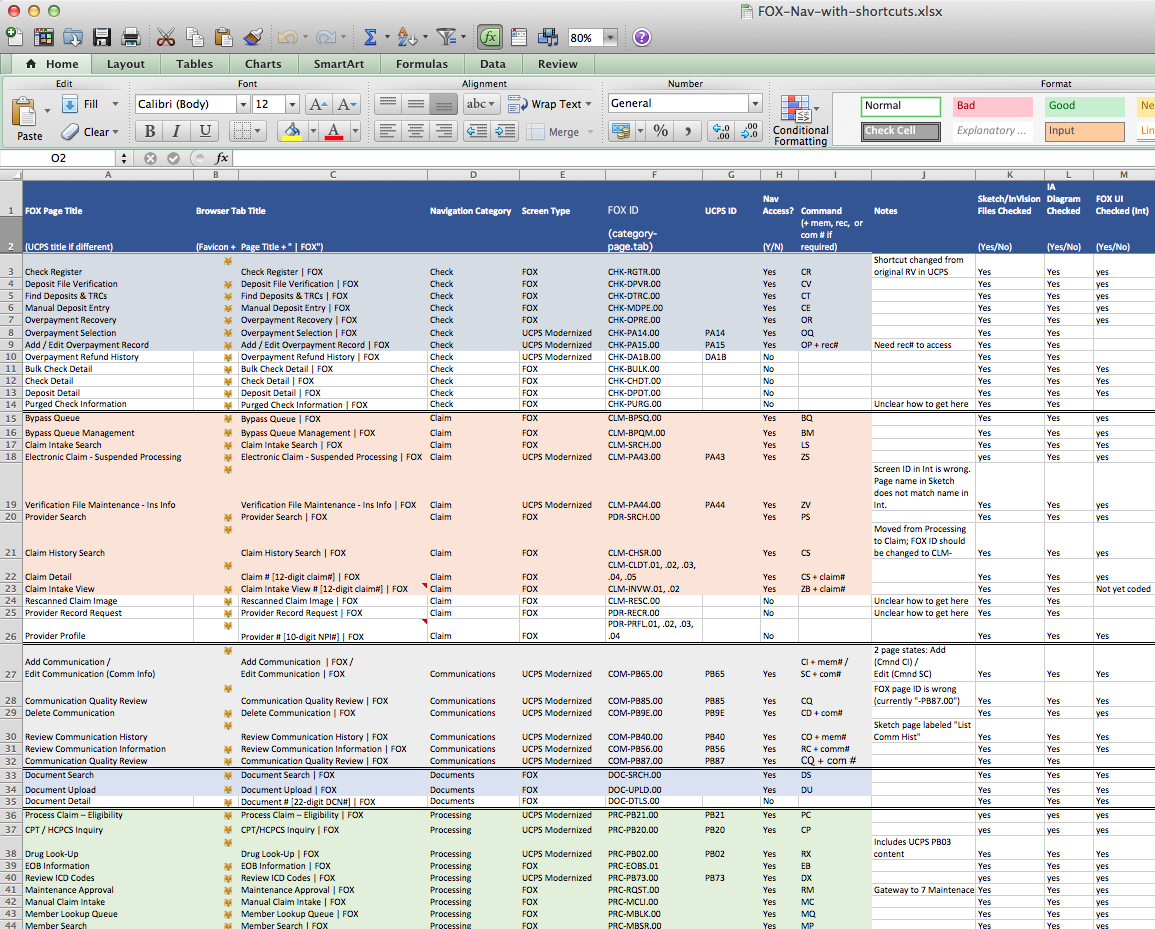 FOX-Nav-with-shortcuts.xlsx
80%
Home Layout Tables Charts SmartArt Formulas Data Review
Edit Font Alignment Number Format
Paste Fill Clear
Calibri (Body) 12 A A abc Wrap Text General
B I U A Merge % Conditional Formatting
Normal Bad Good Ne
Check Cell Explanatory ... Input Lin
O2 fx
A B C D E F G H I J K L M
1 FOX Page Title Browser Tab Title Navigation Category Screen Type FOX ID UCPS ID Nav Access? Command Notes Sketch/InVision Files Checked IA Diagram Checked FOX UI Checked (Int)
2 (UCPS title if different) (Favicon + Page Title + " | FOX") (category-page.tab) (Y/N) (+ mem, rec, or com # if required) (Yes/No) (Yes/No) (Yes/No)
3 Check Register Check Register | FOX Check FOX CHK-RGTR.00 Yes CR Shortcut changed from original RV in UCPS Yes Yes yes
4 Deposit File Verification Deposit File Verification | FOX Check FOX CHK-DPVR.00 Yes CV Yes Yes yes
5 Find Deposits & TRCs Find Deposits & TRCs | FOX Check FOX CHK-DTRC.00 Yes CT Yes Yes yes
6 Manual Deposit Entry Manual Deposit Entry | FOX Check FOX CHK-MDPE.00 Yes CE Yes Yes yes
7 Overpayment Recovery Overpayment Recovery | FOX Check FOX CHK-OPRE.00 Yes OR Yes Yes yes
8 Overpayment Selection Overpayment Selection | FOX Check UCPS Modernized CHK-PA14.00 PA14 Yes OQ Yes Yes
9 Add / Edit Overpayment Record Add / Edit Overpayment Record | FOX Check UCPS Modernized CHK-PA15.00 PA15 Yes OP + rec# Need rec# to access Yes Yes
10 Overpayment Refund History Overpayment Refund History | FOX Check UCPS Modernized CHK-DA1B.00 DA1B No Yes Yes
11 Bulk Check Detail Bulk Check Detail | FOX Check FOX CHK-BULK.00 No Yes Yes Yes
12 Check Detail Check Detail | FOX Check FOX CHK-CHDT.00 No Yes Yes Yes
13 Deposit Detail Deposit Detail | FOX Check FOX CHK-DPDT.00 No Yes Yes Yes
14 Purged Check Information Purged Check Information | FOX Check FOX CHK-PURG.00 No Unclear how to get here Yes Yes
15 Bypass Queue Bypass Queue | FOX Claim FOX CLM-BPSQ.00 Yes BQ Yes Yes yes
16 Bypass Queue Management Bypass Queue Management | FOX Claim FOX CLM-BPQM.00 Yes BM Yes Yes yes
17 Claim Intake Search Claim Intake Search | FOX Claim FOX CLM-SRCH.00 Yes LS Yes Yes yes
18 Electronic Claim - Suspended Processing Electronic Claim - Suspended Processing | FOX Claim UCPS Modernized CLM-PA43.00 PA43 Yes ZS yes Yes yes
19 Verification File Maintenance - Ins Info Verification File Maintenance - Ins Info | FOX Claim UCPS Modernized CLM-PA44.00 PA44 Yes ZV Screen ID in Int is wrong. Page name in Sketch does not match name in Int. Yes Yes yes
20 Provider Search Provider Search | FOX Claim FOX PDR-SRCH.00 Yes PS Yes Yes yes
21 Claim History Search Claim History Search | FOX Claim FOX CLM-CHSR.00 Yes CS Moved from Processing to Claim; FOX ID should be changed to CLM- Yes Yes yes
22 Claim Detail Claim # [12-digit claim#] | FOX Claim FOX CLM-CLDT.01, .02, .03, .04, .05 Yes CS + claim# Yes Yes yes
23 Claim Intake View Claim Intake View # [12-digit claim#] | FOX Claim FOX CLM-INVW.01, .02 Yes ZB + claim# Yes Yes Not yet coded
24 Rescanned Claim Image Rescanned Claim Image | FOX Claim FOX CLM-RESC.00 No Unclear how to get here Yes Yes
25 Provider Record Request Provider Record Request | FOX Claim FOX PDR-RECR.00 No Unclear how to get here Yes Yes
26 Provider Profile Provider # [10-digit NPI#] | FOX Claim FOX PDR-PRFL.01, .02, .03, .04 No Yes Yes Yes
27 Add Communication / Edit Communication (Comm Info) Add Communication | FOX / Edit Communication | FOX Communications UCPS Modernized COM-PB65.00 PB65 Yes CI + mem# / SC + com# 2 page states: Add (Cmnd CI) / Edit (Cmnd SC) Yes Yes yes
28 Communication Quality Review Communication Quality Review | FOX Communications UCPS Modernized COM-PB85.00 PB85 Yes CQ FOX page ID is wrong (currently "-PB87.00") Yes Yes yes
29 Delete Communication Delete Communication | FOX Communications UCPS Modernized COM-PB9E.00 PB9E Yes CD + com# Yes Yes yes
30 Review Communication History Review Communication History | FOX Communications UCPS Modernized COM-PB40.00 PB40 Yes CO + mem# Sketch page labeled "List Comm Hist" Yes Yes Yes
31 Review Communication Information Review Communication Information | FOX Communications UCPS Modernized COM-PB56.00 PB56 Yes RC + comm# Yes Yes Yes
32 Communication Quality Review Communication Quality Review | FOX Communications UCPS Modernized COM-PB87.00 PB87 Yes CQ + com # Yes Yes
33 Document Search Document Search | FOX Documents FOX DOC-SRCH.00 Yes DS Yes Yes Yes
34 Document Upload Document Upload | FOX Documents FOX DOC-UPLD.00 Yes DU Yes Yes Yes
35 Document Detail Document # [22-digit DCN#] | FOX Documents FOX DOC-DTLS.00 No Yes Yes
36 Process Claim – Eligibility Process Claim – Eligibility | FOX Processing UCPS Modernized PRC-PB21.00 PB21 Yes PC yes yes yes
37 CPT / HCPCS Inquiry CPT/HCPCS Inquiry | FOX Processing UCPS Modernized PRC-PB20.00 PB20 Yes CP yes yes yes
38 Drug Look-Up Drug Look-Up | FOX Processing UCPS Modernized PRC-PB02.00 PB02 Yes RX Includes UCPS PB03 content Yes Yes Yes
39 EOB Information EOB Information | FOX Processing FOX PRC-EOBS.01 Yes EB Yes Yes Yes
40 Review ICD Codes Review ICD Codes | FOX Processing UCPS Modernized PRC-PB73.00 PB73 Yes DX Yes Yes Yes
41 Maintenance Approval Maintenance Approval | FOX Processing FOX PRC-RQST.00 Yes RM Gateway to 7 Maintenace Yes Yes Yes
42 Manual Claim Intake Manual Claim Intake | FOX Processing FOX PRC-MCLI.00 Yes MC Yes Yes Yes
43 Member Lookup Queue Member Lookup Queue | FOX Processing FOX PRC-MBLK.00 Yes MQ Yes Yes Yes
44 Member Search Member Search | FOX Processing FOX PRC-MBSR.00 Yes MP Yes Yes Yes